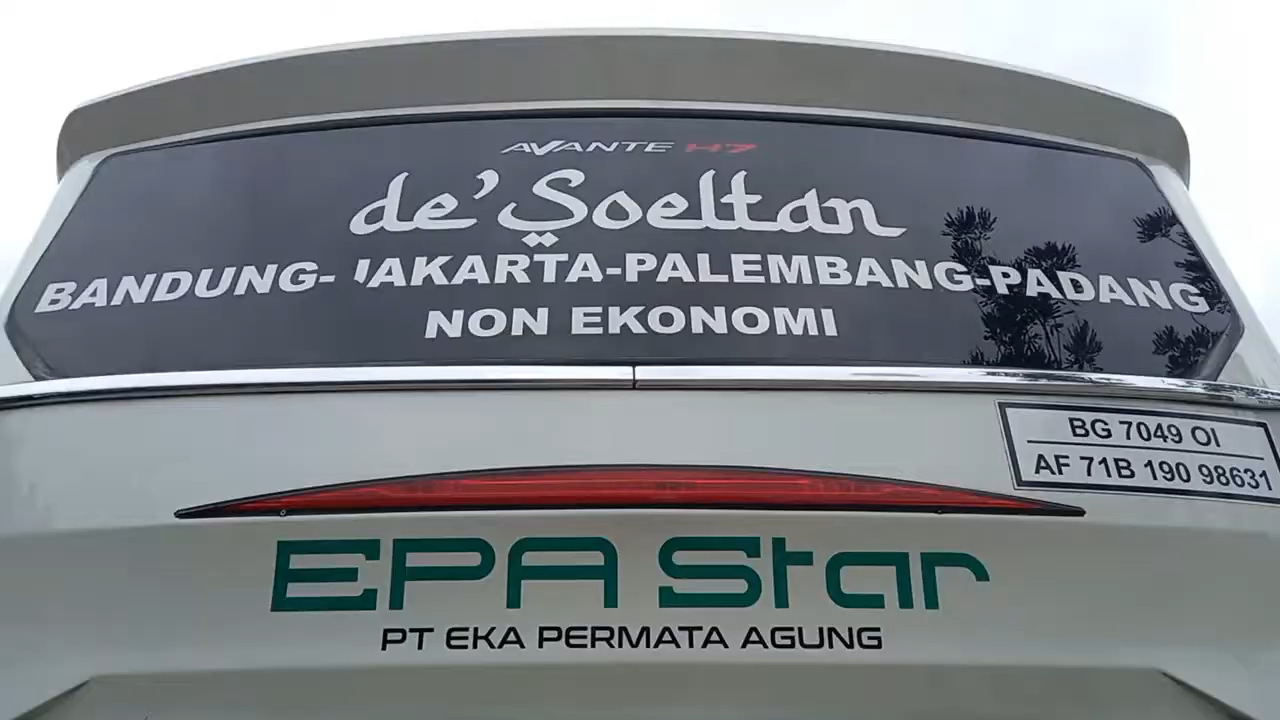 AVANTE H7
de'Soeltan
BANDUNG-JAKARTA-PALEMBANG-PADANG
NON EKONOMI
BG 7049 OI
AF 71B 190 98631
EPA Star
PT EKA PERMATA AGUNG